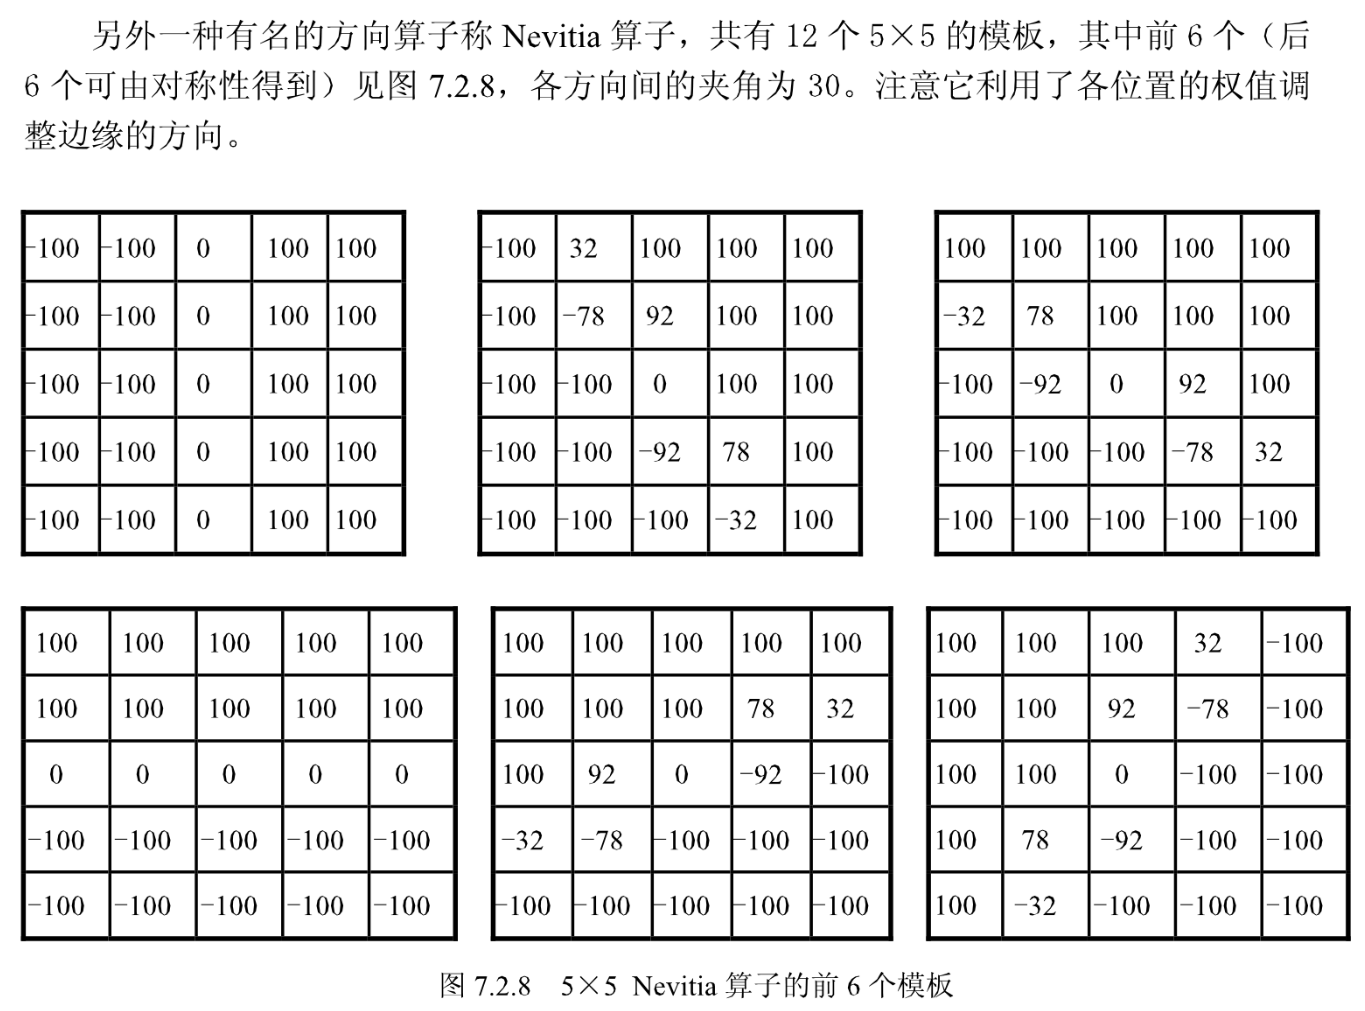 另外一种有名的方向算子称 Nevitia 算子，共有 12 个 5×5 的模板，其中前 6 个（后
6 个可由对称性得到）见图 7.2.8，各方向间的夹角为 30。注意它利用了各位置的权值调
整边缘的方向。
-100 -100 0 100 100 -100 32 100 100 100 100 100 100 100 100
-100 -100 0 100 100 -100 -78 92 100 100 -32 78 100 100 100
-100 -100 0 100 100 -100 -100 0 100 100 -100 -92 0 92 100
-100 -100 0 100 100 -100 -100 -92 78 100 -100 -100 -100 -78 32
-100 -100 0 100 100 -100 -100 -100 -32 100 -100 -100 -100 -100 -100
100 100 100 100 100 100 100 100 100 100 100 100 100 32 -100
100 100 100 100 100 100 100 100 78 32 100 100 92 -78 -100
0 0 0 0 0 100 92 0 -92 -100 100 100 0 -100 -100
-100 -100 -100 -100 -100 -32 -78 -100 -100 -100 100 78 -92 -100 -100
-100 -100 -100 -100 -100 -100 -100 -100 -100 -100 100 -32 -100 -100 -100
图 7.2.8 5×5 Nevitia 算子的前 6 个模板